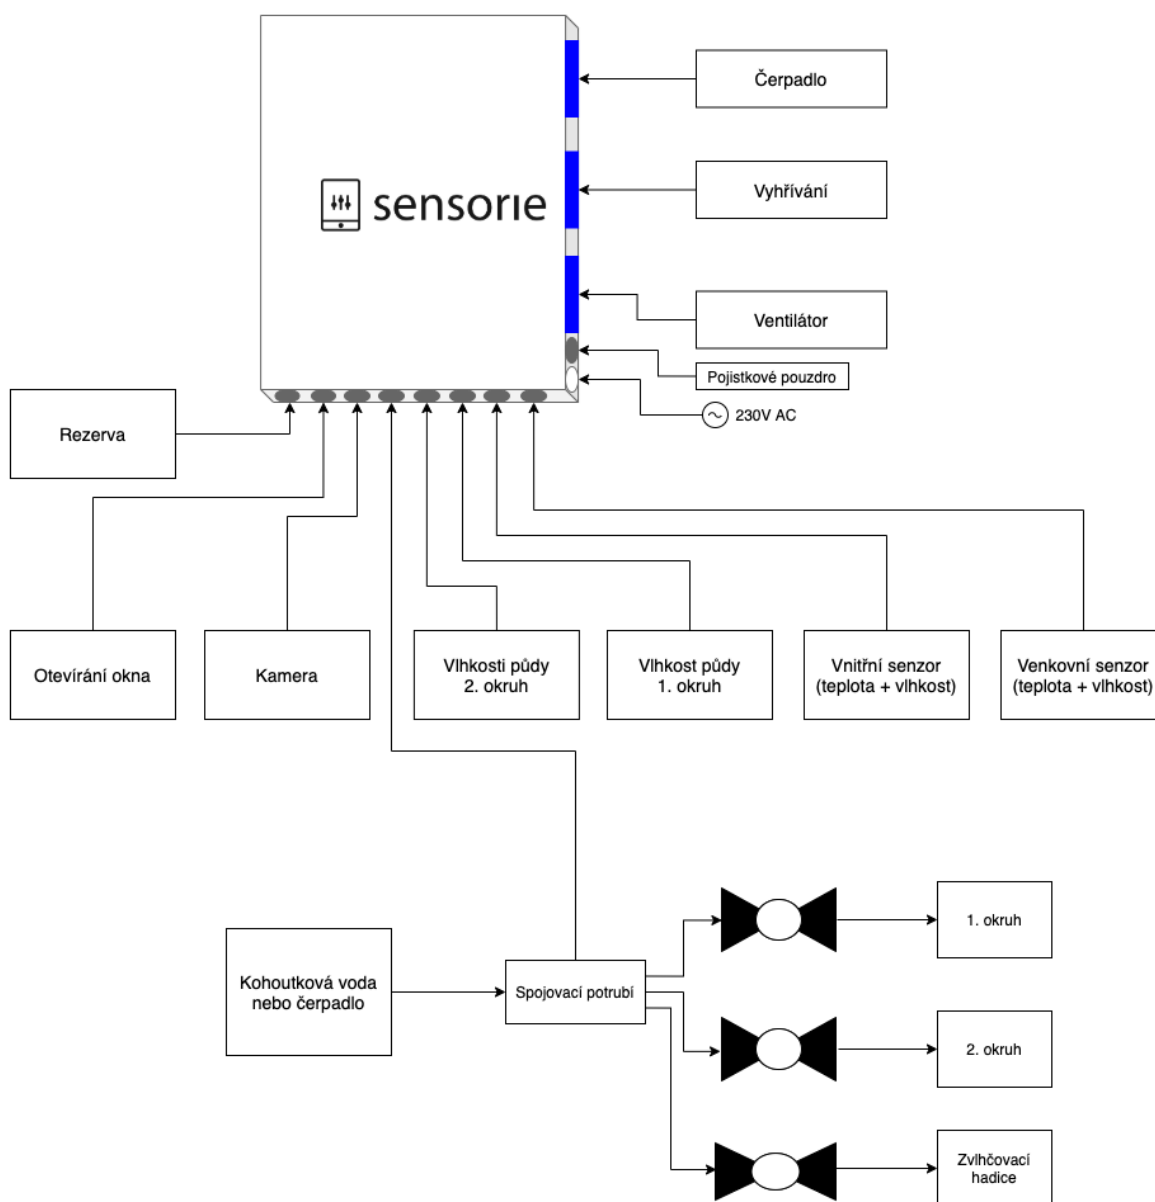 Čerpadlo
Vyhřívání
sensorie
Ventilátor
Pojistkové pouzdro
230V AC
Rezerva
Otevírání okna
Kamera
Vlhkosti půdy
2. okruh
Vlhkost půdy
1. okruh
Vnitřní senzor
(teplota + vlhkost)
Venkovní senzor
(teplota + vlhkost)
Kohoutková voda
nebo čerpadlo
Spojovací potrubí
1. okruh
2. okruh
Zvlhčovací
hadice